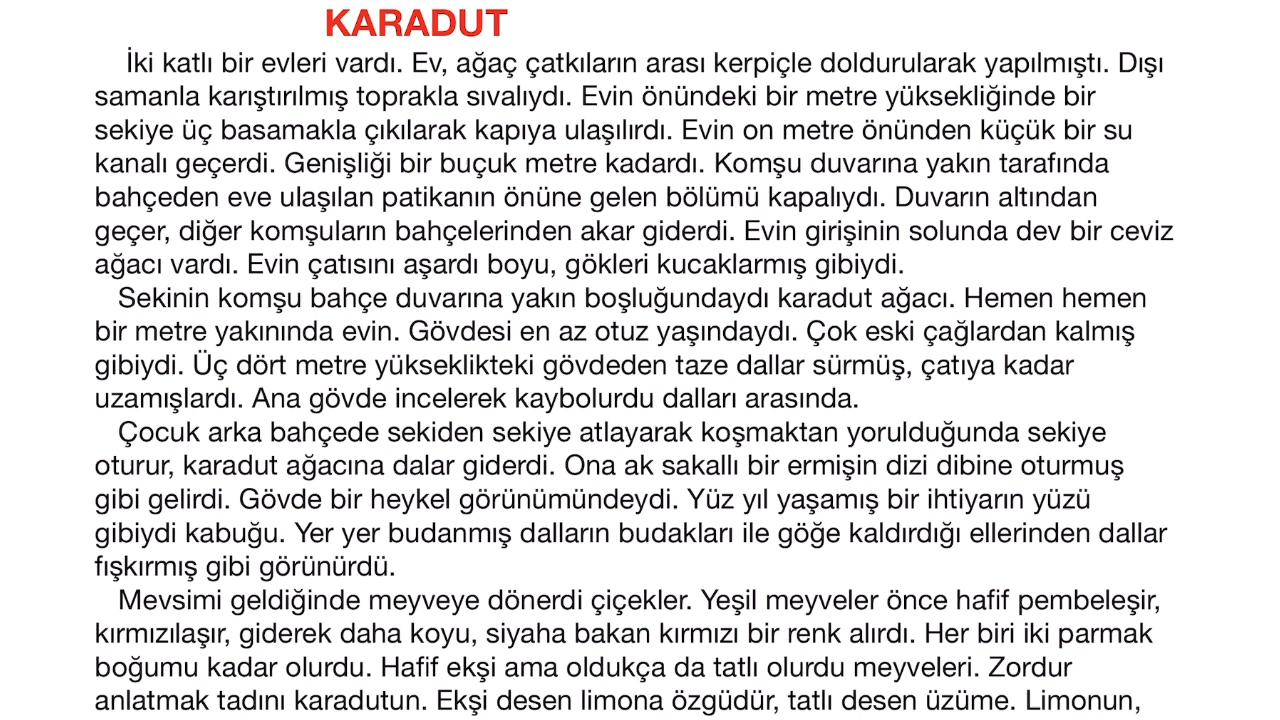 KARADUT
İki katlı bir evleri vardı. Ev, ağaç çatkıların arası kerpiçle doldurularak yapılmıştı. Dışı
samanla karıştırılmış toprakla sıvalıydı. Evin önündeki bir metre yüksekliğinde bir
sekiye üç basamakla çıkılarak kapıya ulaşılırdı. Evin on metre önünden küçük bir su
kanalı geçerdi. Genişliği bir buçuk metre kadardı. Komşu duvarına yakın tarafında
bahçeden eve ulaşılan patikanın önüne gelen bölümü kapalıydı. Duvarın altından
geçer, diğer komşuların bahçelerinden akar giderdi. Evin girişinin solunda dev bir ceviz
ağacı vardı. Evin çatısını aşardı boyu, gökleri kucaklarmış gibiydi.
Sekinin komşu bahçe duvarına yakın boşluğundaydı karadut ağacı. Hemen hemen
bir metre yakınında evin. Gövdesi en az otuz yaşındaydı. Çok eski çağlardan kalmış
gibiydi. Üç dört metre yükseklikteki gövdeden taze dallar sürmüş, çatıya kadar
uzamışlardı. Ana gövde incelerek kaybolurdu dalları arasında.
Çocuk arka bahçede sekiden sekiye atlayarak koşmaktan yorulduğunda sekiye
oturur, karadut ağacına dalar giderdi. Ona ak sakallı bir ermişin dizi dibine oturmuş
gibi gelirdi. Gövde bir heykel görünümündeydi. Yüz yıl yaşamış bir ihtiyarın yüzü
gibiydi kabuğu. Yer yer budanmış dalların budakları ile göğe kaldırdığı ellerinden dallar
fışkırmış gibi görünürdü.
Mevsimi geldiğinde meyveye dönerdi çiçekler. Yeşil meyveler önce hafif pembeleşir,
kırmızılaşır, giderek daha koyu, siyaha bakan kırmızı bir renk alırdı. Her biri iki parmak
boğumu kadar olurdu. Hafif ekşi ama oldukça da tatlı olurdu meyveleri. Zordur
anlatmak tadını karadutun. Ekşi desen limona özgüdür, tatlı desen üzüme. Limonun,